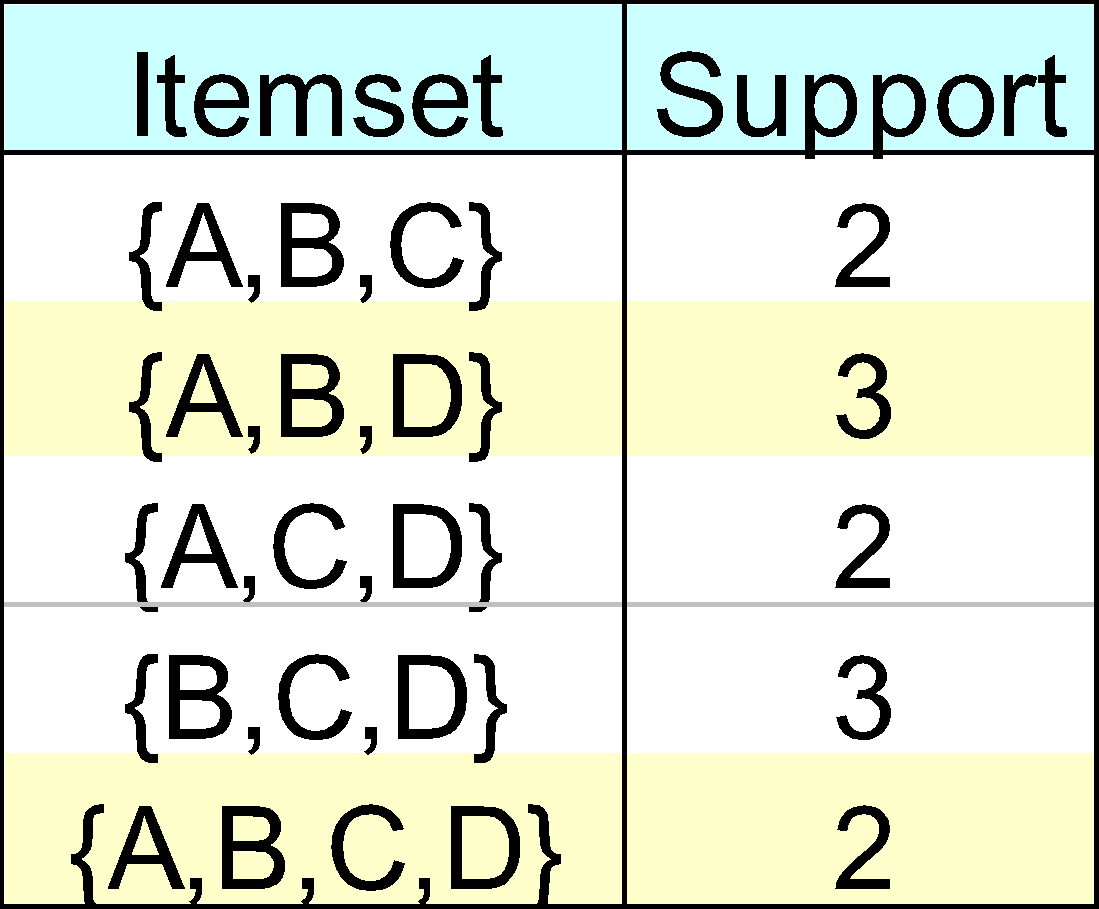 Itemset Support
{A,B,C} 2
{A,B,D} 3
{A,C,D} 2
{B,C,D} 3
{A,B,C,D} 2